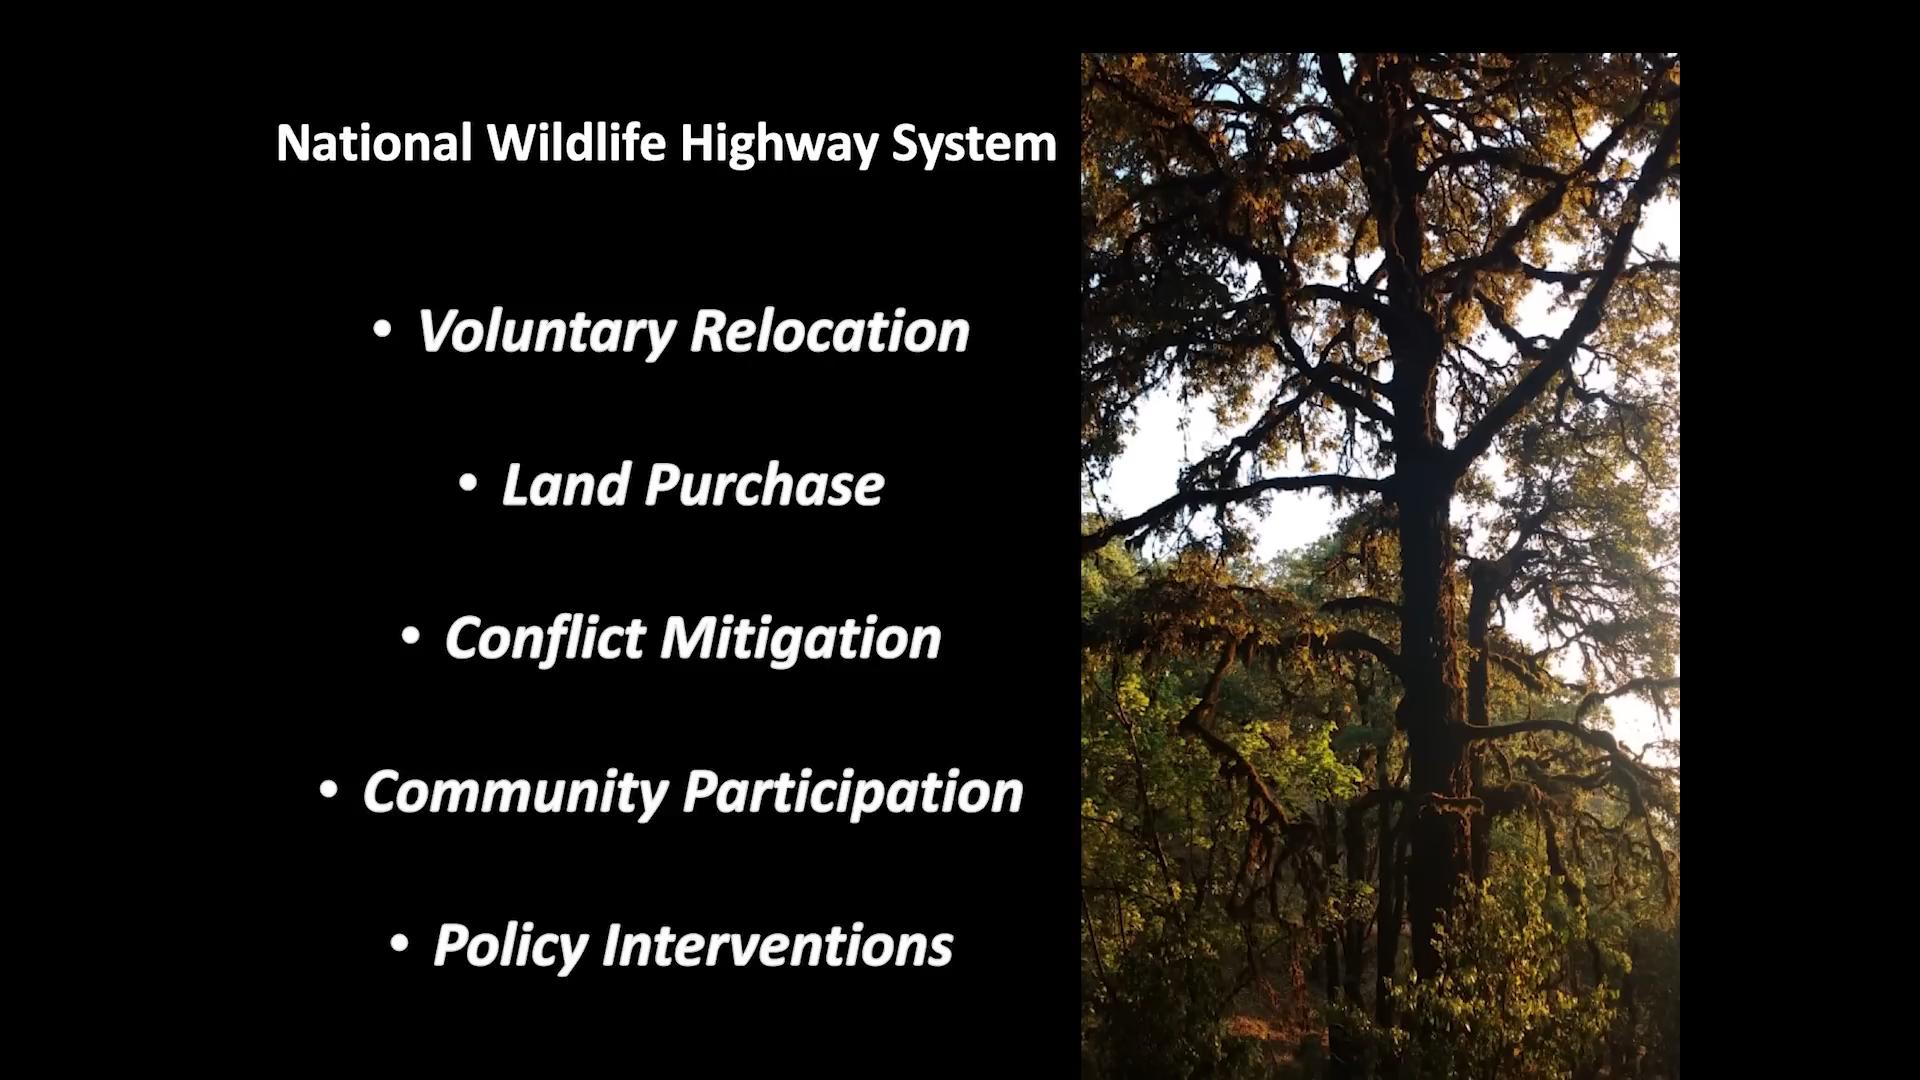 National Wildlife Highway System
• Voluntary Relocation
• Land Purchase
• Conflict Mitigation
• Community Participation
• Policy Interventions